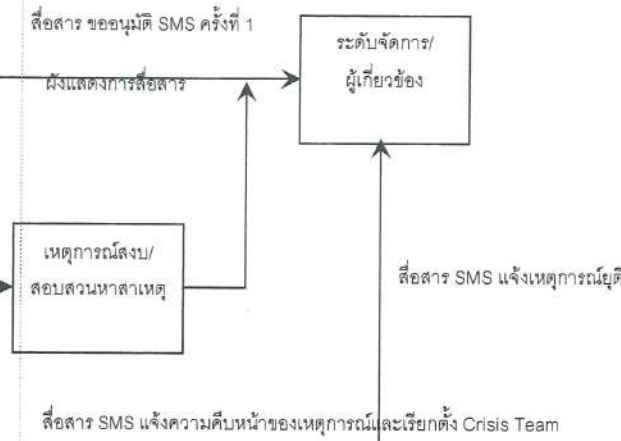 สื่อสาร ขออนุมัติ SMS ครั้งที่ 1
ระดับจัดการ/
ผู้เกี่ยวข้อง
ผังแสดงการสื่อสาร
เหตุการณ์สงบ/
สอบสวนหาสาเหตุ
สื่อสาร SMS แจ้งเหตุการณ์ยุติ
สื่อสาร SMS แจ้งความคืบหน้าของเหตุการณ์และเรียกตั้ง Crisis Team